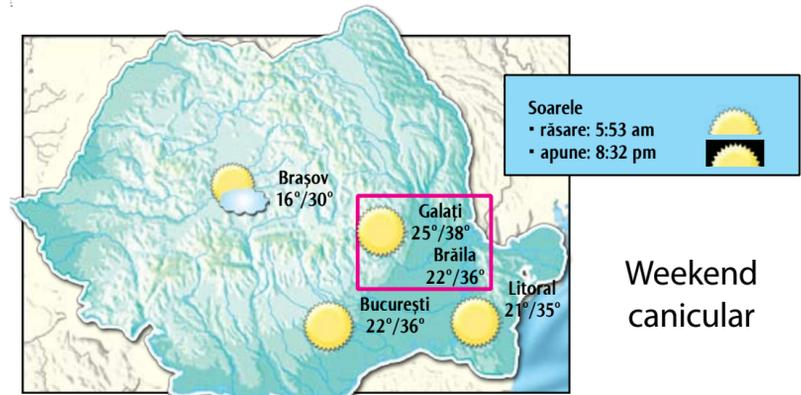 Soarele
▪ răsare: 5:53 am
▪ apune: 8:32 pm
Brașov
16°/30°
Galați
25°/38°
Brăila
22°/36°
Litoral
21°/35°
București
22°/36°
Weekend
canicular